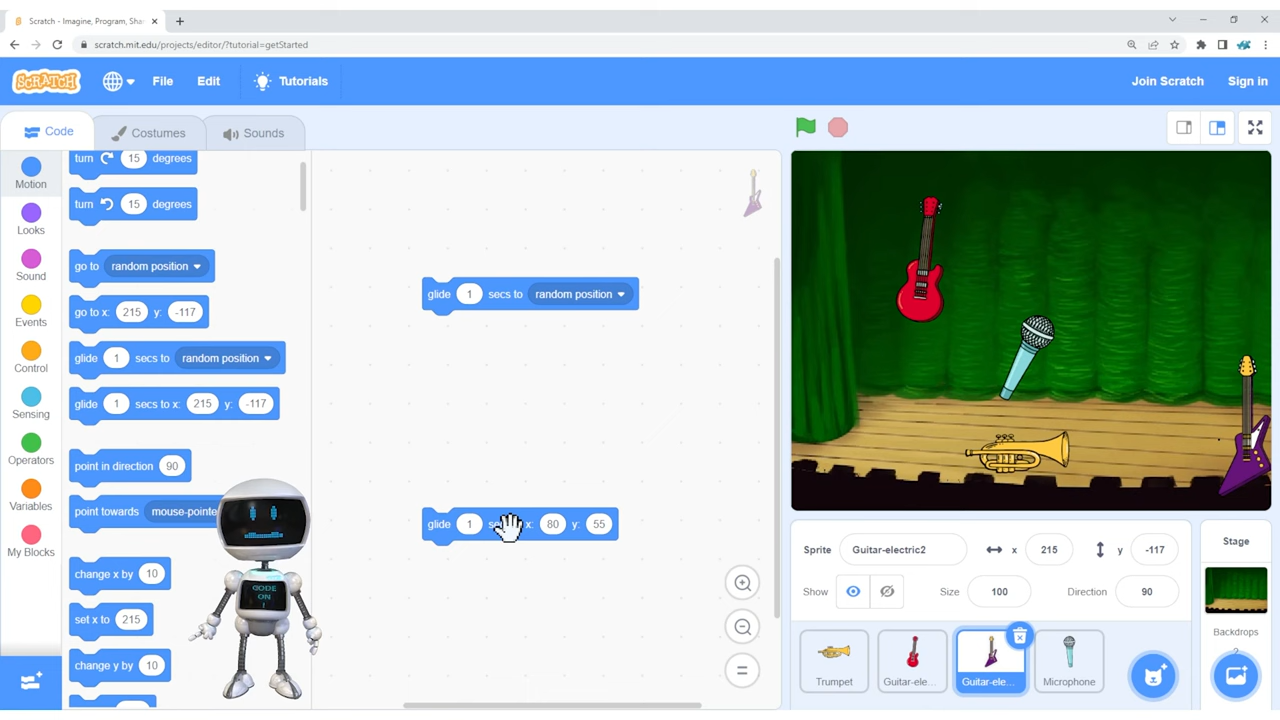 Scratch - Imagine, Program, Sha
scratch.mit.edu/projects/editor/?tutorial=getStarted
SCRATCH
File
Edit
Tutorials
Join Scratch
Sign in
Code
Costumes
Sounds
Motion
Looks
Sound
Events
Control
Sensing
Operators
Variables
My Blocks
turn 15 degrees
turn 15 degrees
go to random position
go to x: 215 y: -117
glide 1 secs to random position
glide 1 secs to x: 215 y: -117
point in direction 90
point towards mouse-pointe
change x by 10
set x to 215
change y by 10
CODE
ON
!
glide 1 secs to random position
glide 1 x: 80 y: 55
Sprite Guitar-electric2 x 215 y -117
Show Size 100 Direction 90
Trumpet
Guitar-ele...
Guitar-ele...
Microphone
Stage
Backdrops
2